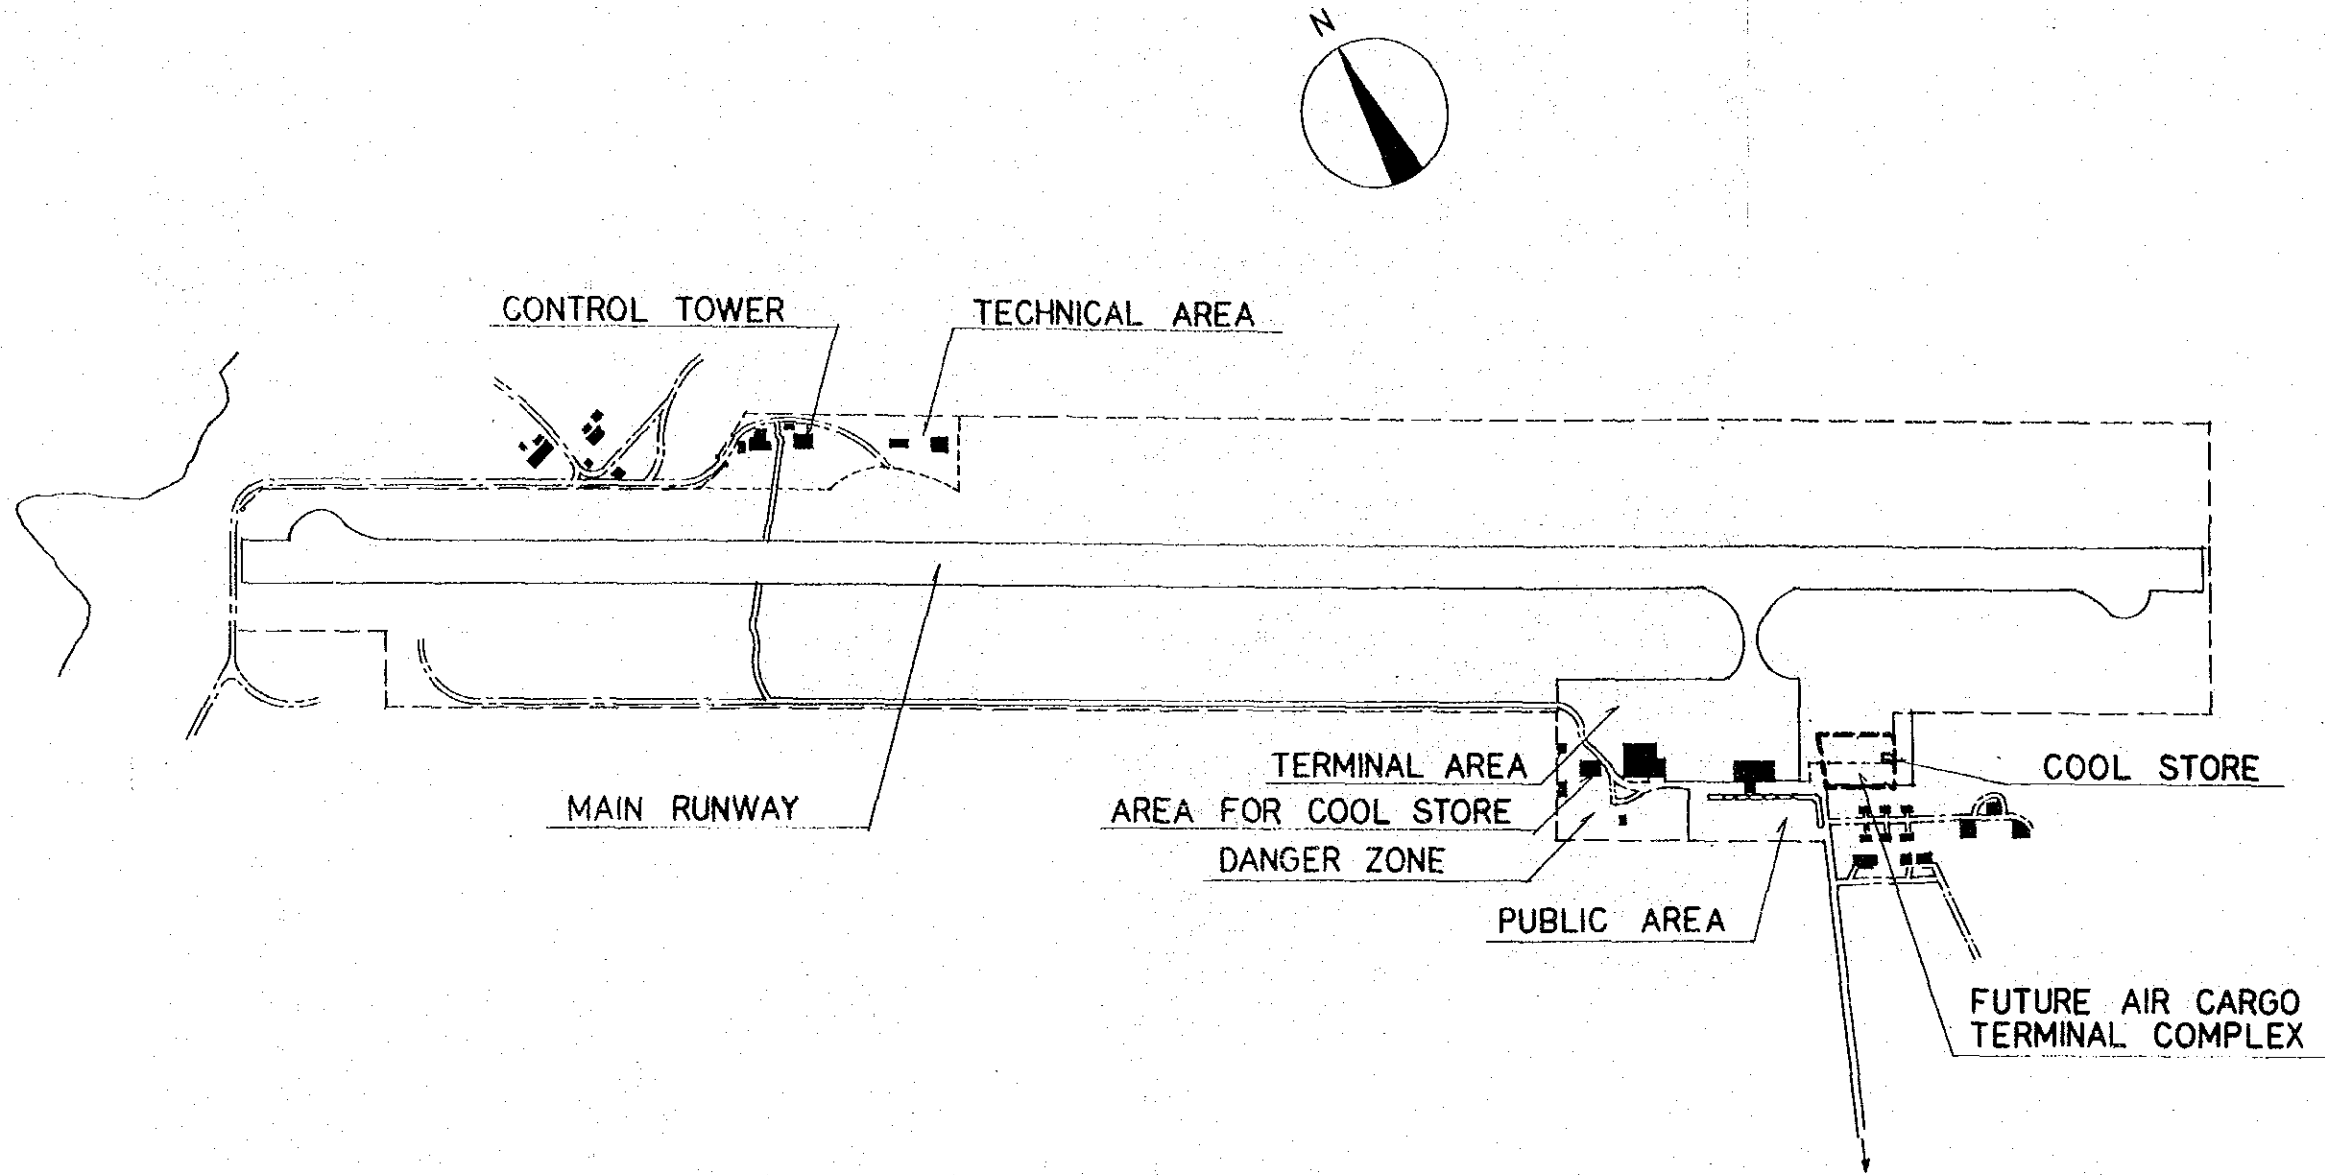 N
CONTROL TOWER
TECHNICAL AREA
TERMINAL AREA
COOL STORE
MAIN RUNWAY
AREA FOR COOL STORE
DANGER ZONE
PUBLIC AREA
FUTURE AIR CARGO
TERMINAL COMPLEX